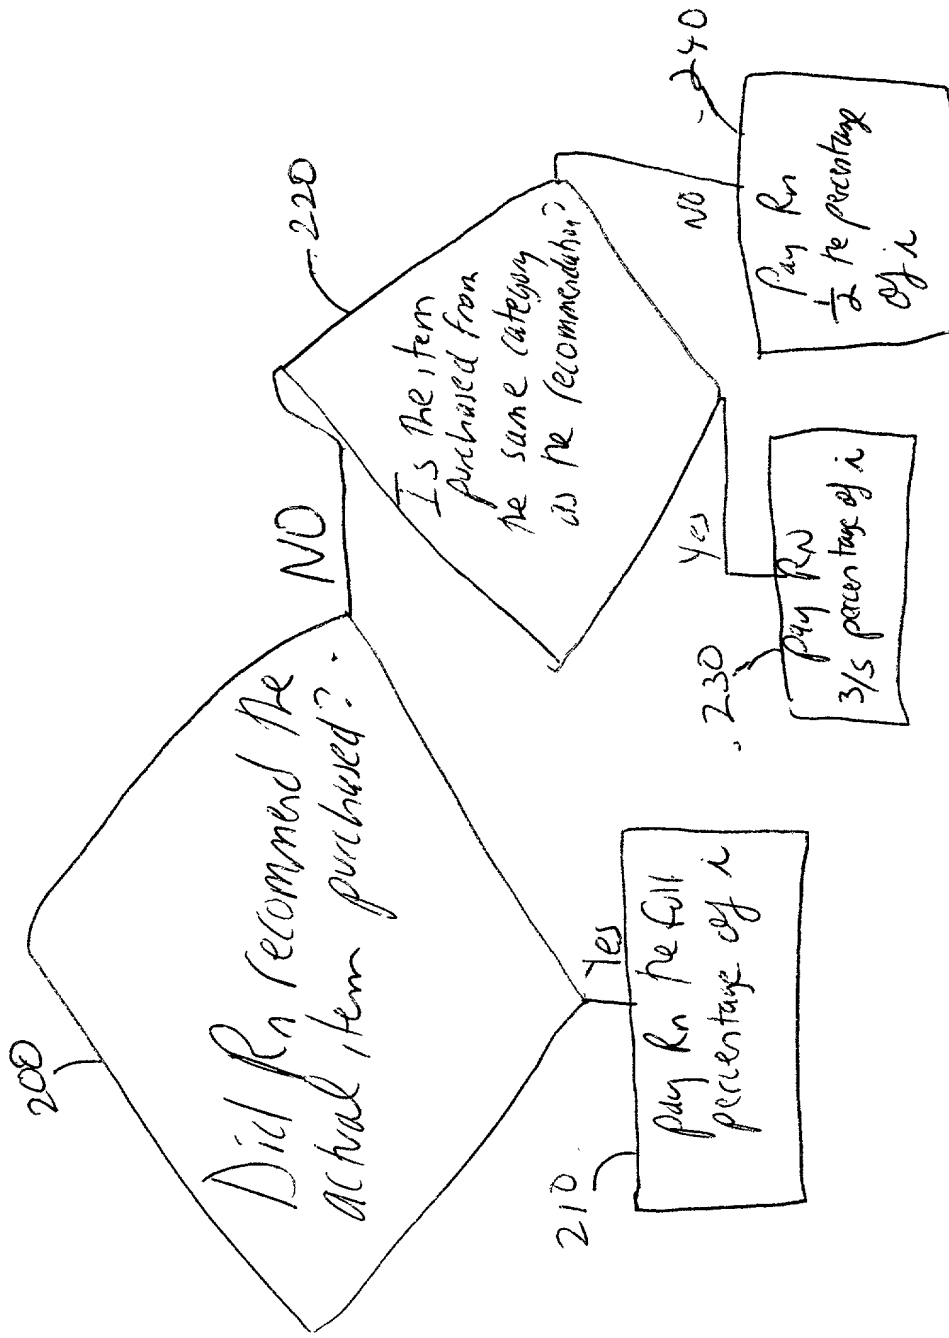 200
Did Rn recommend the
actual item purchased?
Yes
210
Pay Rn the full
percentage of i
NO
220
Is the item
purchased from
the same category
as the recommendation?
Yes
230
Pay RN
3/5 percentage of i
NO
240
Pay Rn
1/2 the percentage
of i